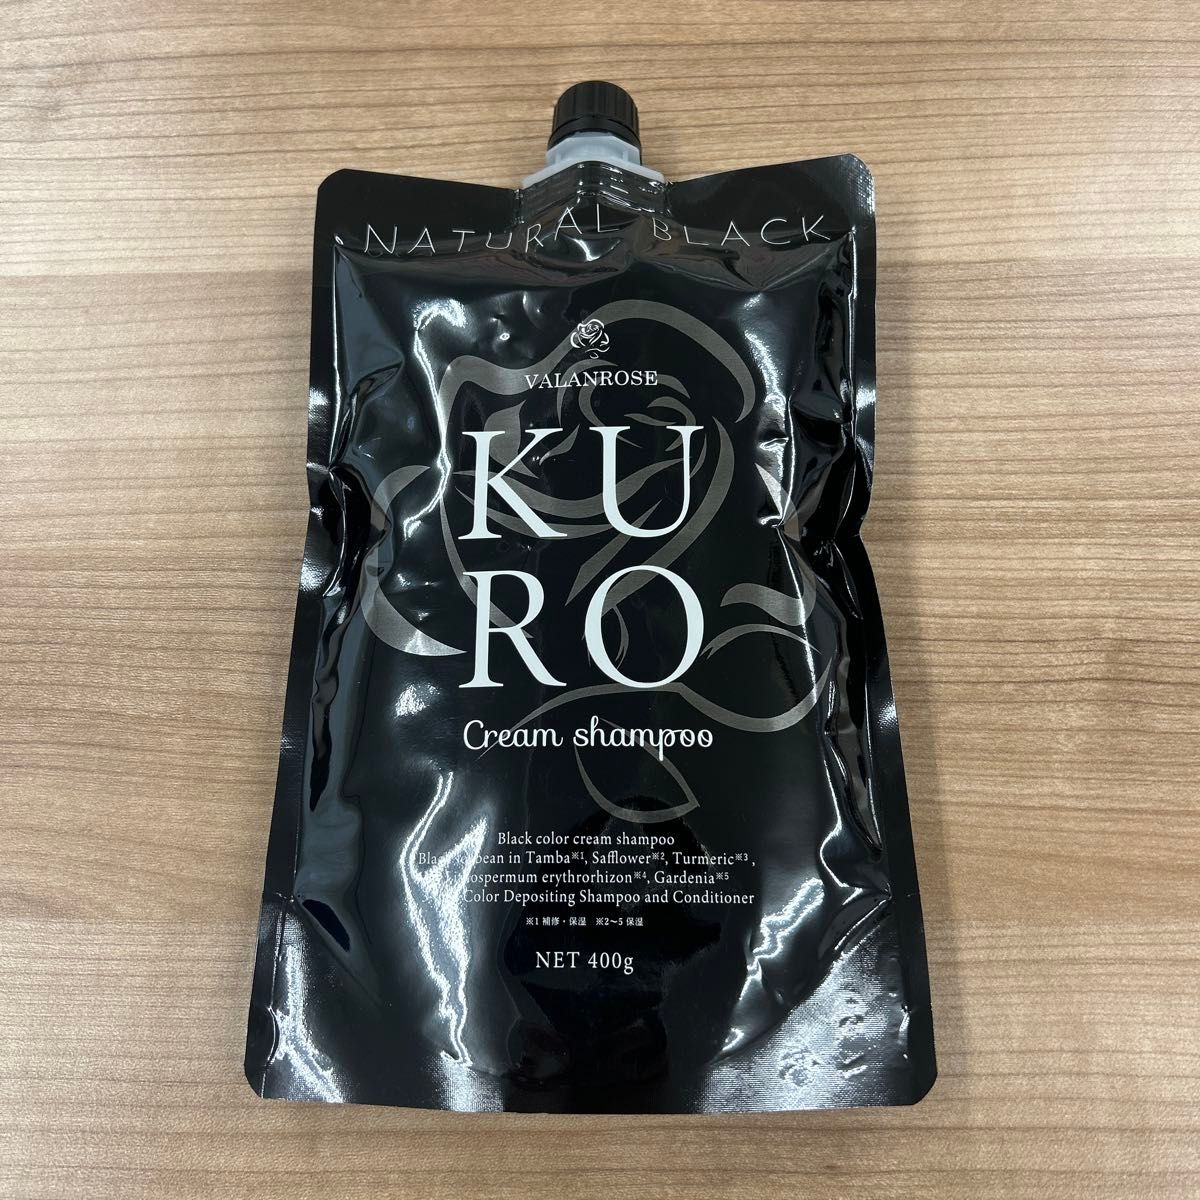 NATURAL BLACK
VALANROSE
KU
RO
Cream shampoo
Black color cream shampoo
Black soybean in Tamba※1, Safflower※2, Turmeric※3,
Lithospermum erythrorhizon※4, Gardenia※5
Color Depositing Shampoo and Conditioner
※1 補修・保湿 ※2〜5 保湿
NET 400g